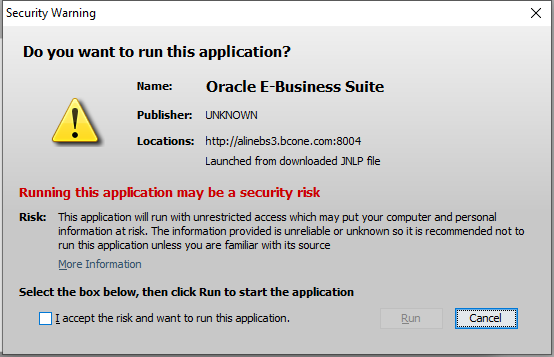 Security Warning
Do you want to run this application?
Name: Oracle E-Business Suite
Publisher: UNKNOWN
Locations: http://alinebs3.bcone.com:8004
Launched from downloaded JNLP file
Running this application may be a security risk
Risk: This application will run with unrestricted access which may put your computer and personal
information at risk. The information provided is unreliable or unknown so it is recommended not to
run this application unless you are familiar with its source
More Information
Select the box below, then click Run to start the application
I accept the risk and want to run this application.
Run
Cancel